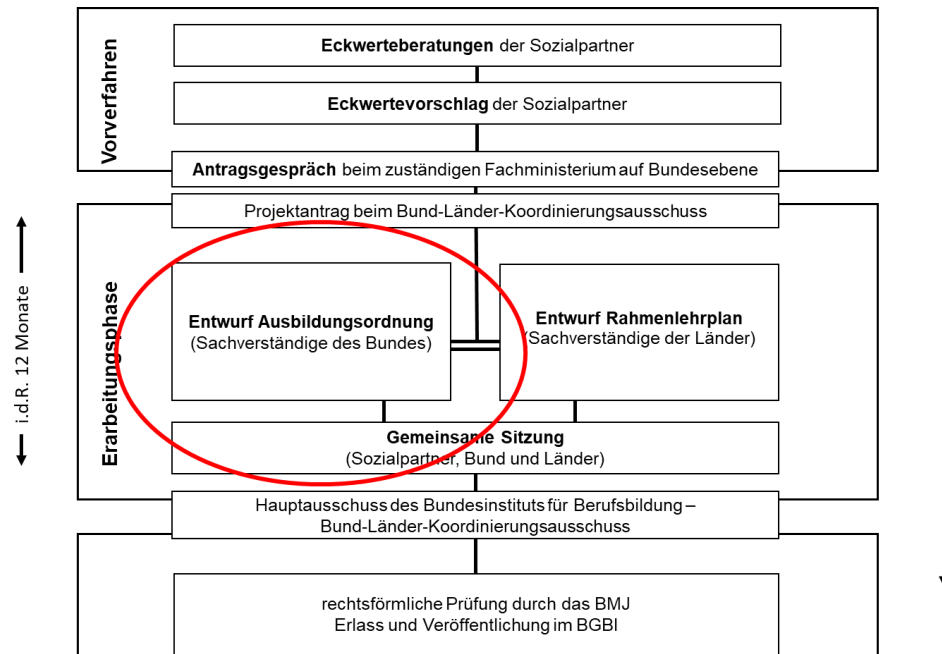 Vorverfahren
Eckwerteberatungen der Sozialpartner
Eckwertevorschlag der Sozialpartner
Antragsgespräch beim zuständigen Fachministerium auf Bundesebene
i.d.R. 12 Monate
Erarbeitungsphase
Projektantrag beim Bund-Länder-Koordinierungsausschuss
Entwurf Ausbildungsordnung
(Sachverständige des Bundes)
Entwurf Rahmenlehrplan
(Sachverständige der Länder)
Gemeinsame Sitzung
(Sozialpartner, Bund und Länder)
Hauptausschuss des Bundesinstituts für Berufsbildung –
Bund-Länder-Koordinierungsausschuss
rechtsförmliche Prüfung durch das BMJ
Erlass und Veröffentlichung im BGBl